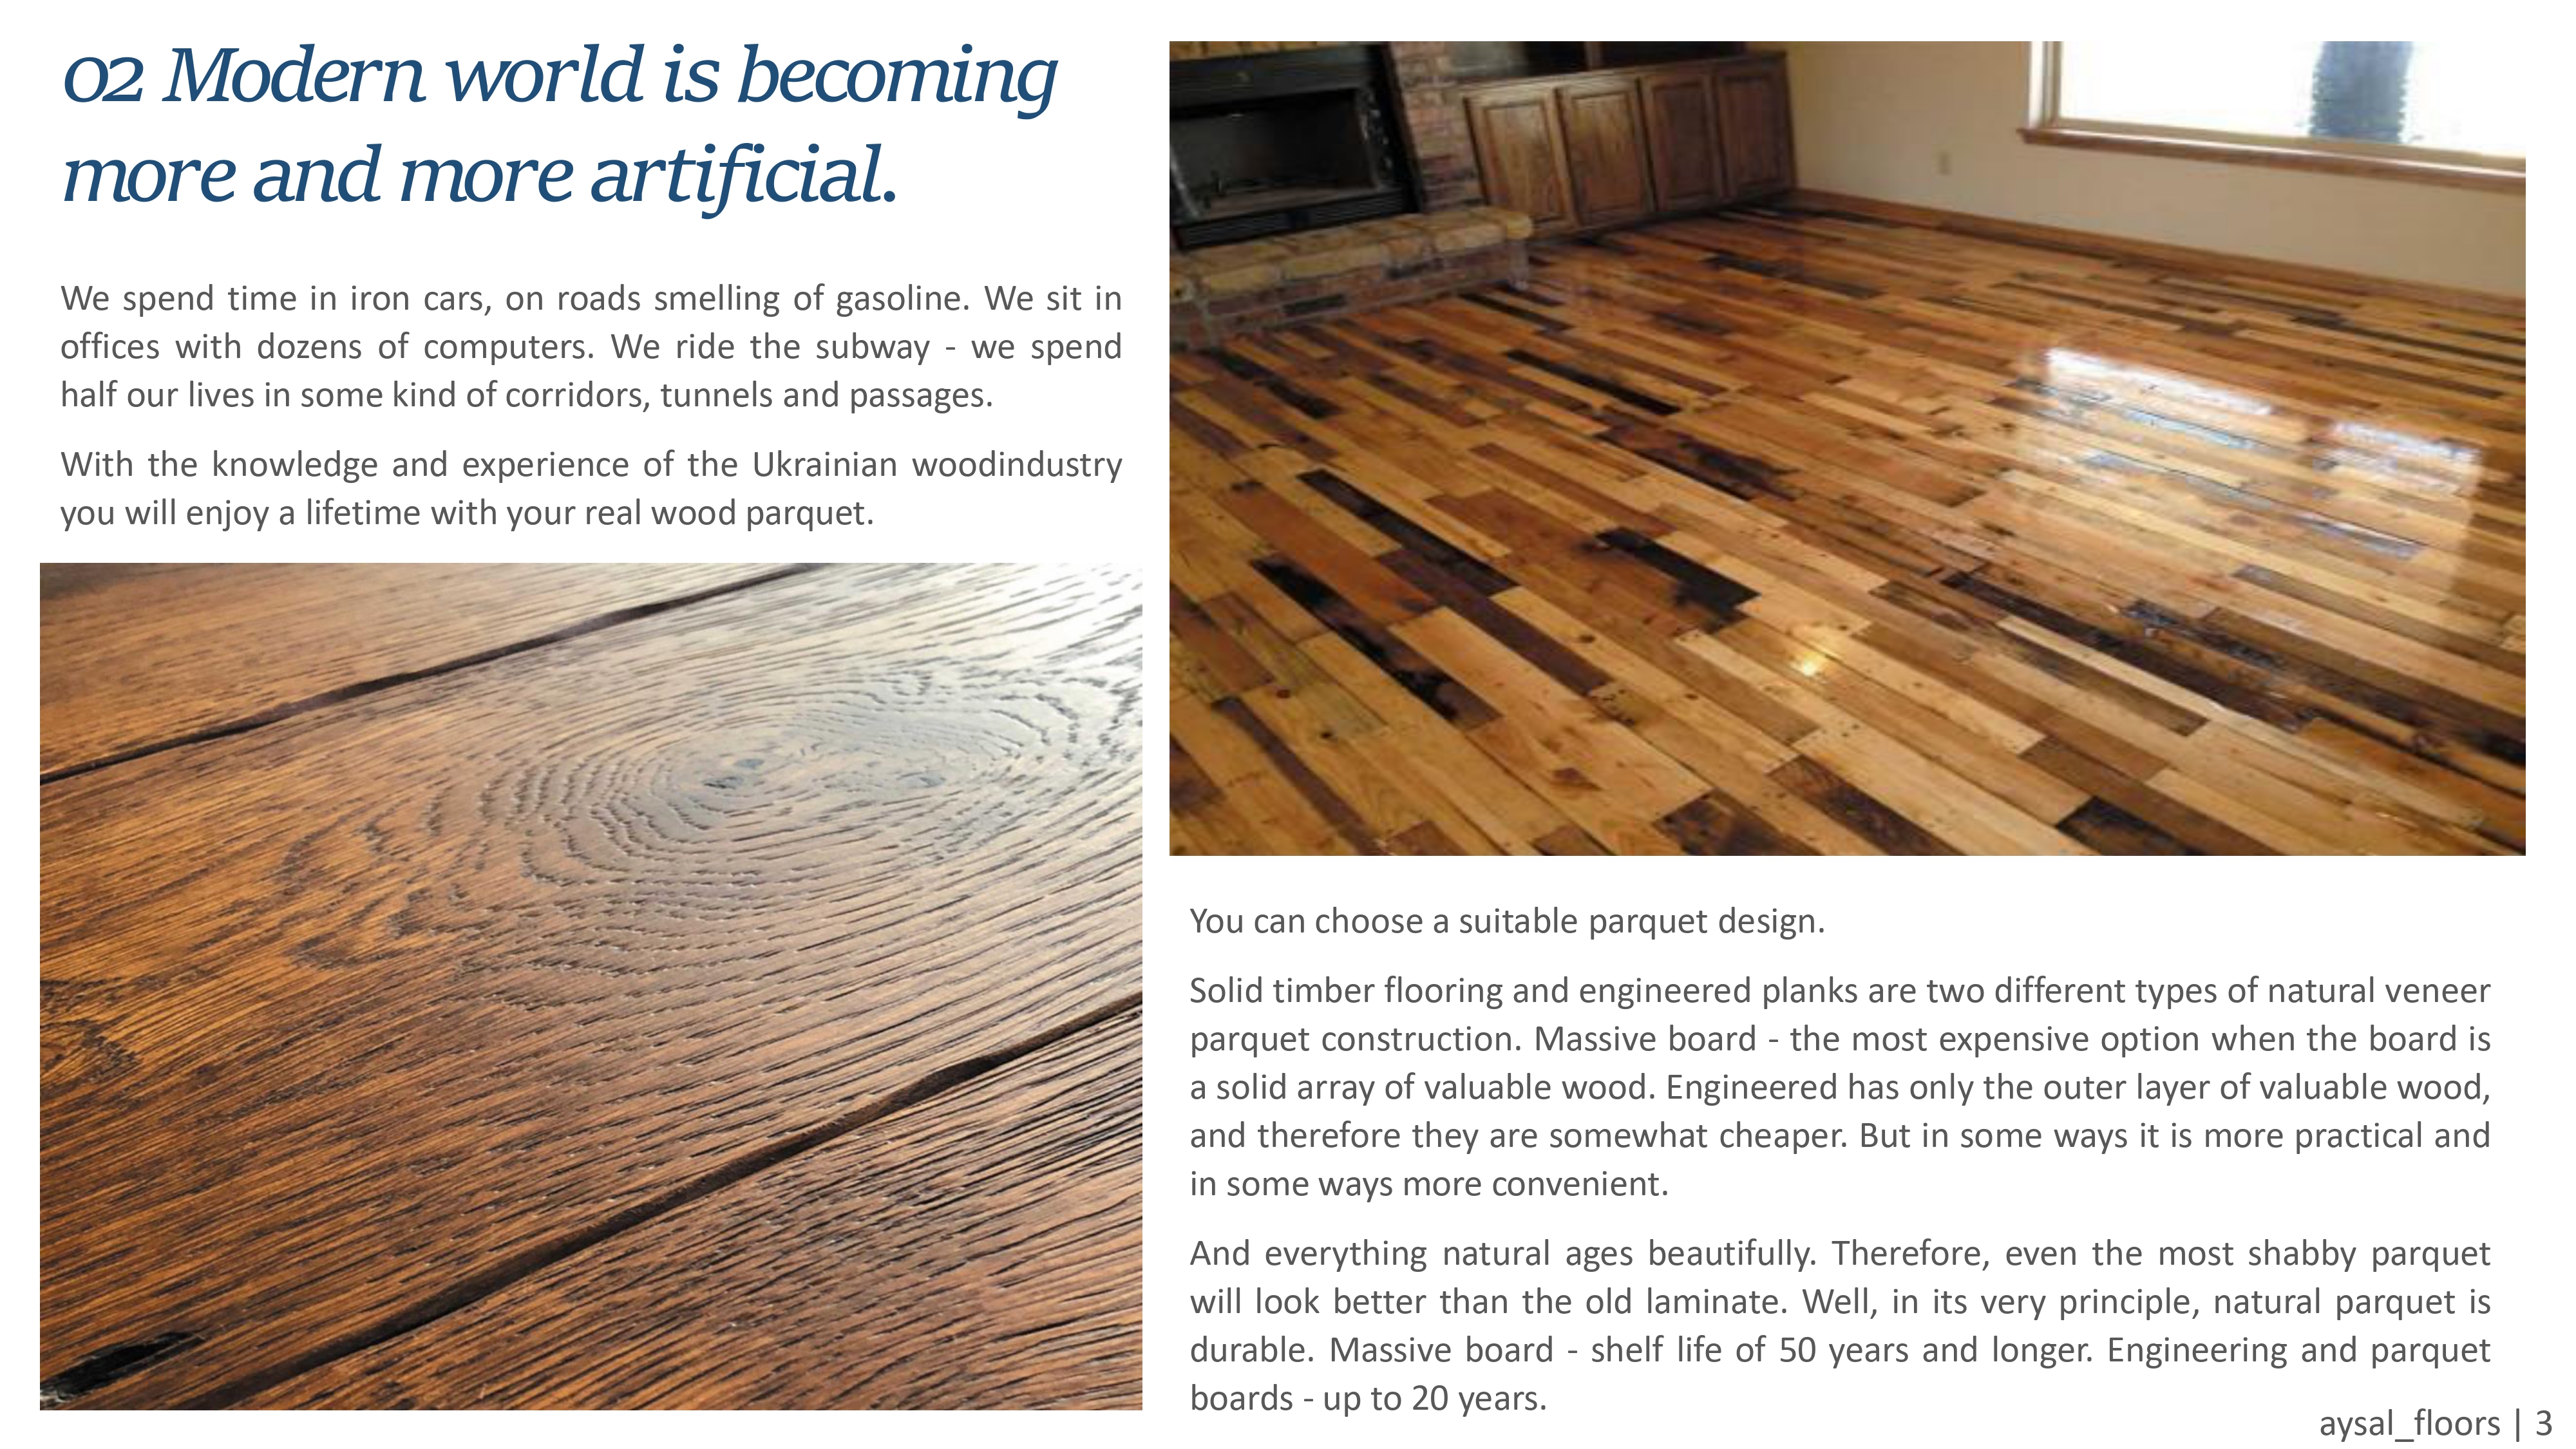 02 Modern world is becoming
more and more artificial.
We spend time in iron cars, on roads smelling of gasoline. We sit in
offices with dozens of computers. We ride the subway - we spend
half our lives in some kind of corridors, tunnels and passages.
With the knowledge and experience of the Ukrainian woodindustry
you will enjoy a lifetime with your real wood parquet.
You can choose a suitable parquet design.
Solid timber flooring and engineered planks are two different types of natural veneer
parquet construction. Massive board - the most expensive option when the board is
a solid array of valuable wood. Engineered has only the outer layer of valuable wood,
and therefore they are somewhat cheaper. But in some ways it is more practical and
in some ways more convenient.
And everything natural ages beautifully. Therefore, even the most shabby parquet
will look better than the old laminate. Well, in its very principle, natural parquet is
durable. Massive board - shelf life of 50 years and longer. Engineering and parquet
boards - up to 20 years.
aysal_floors | 3